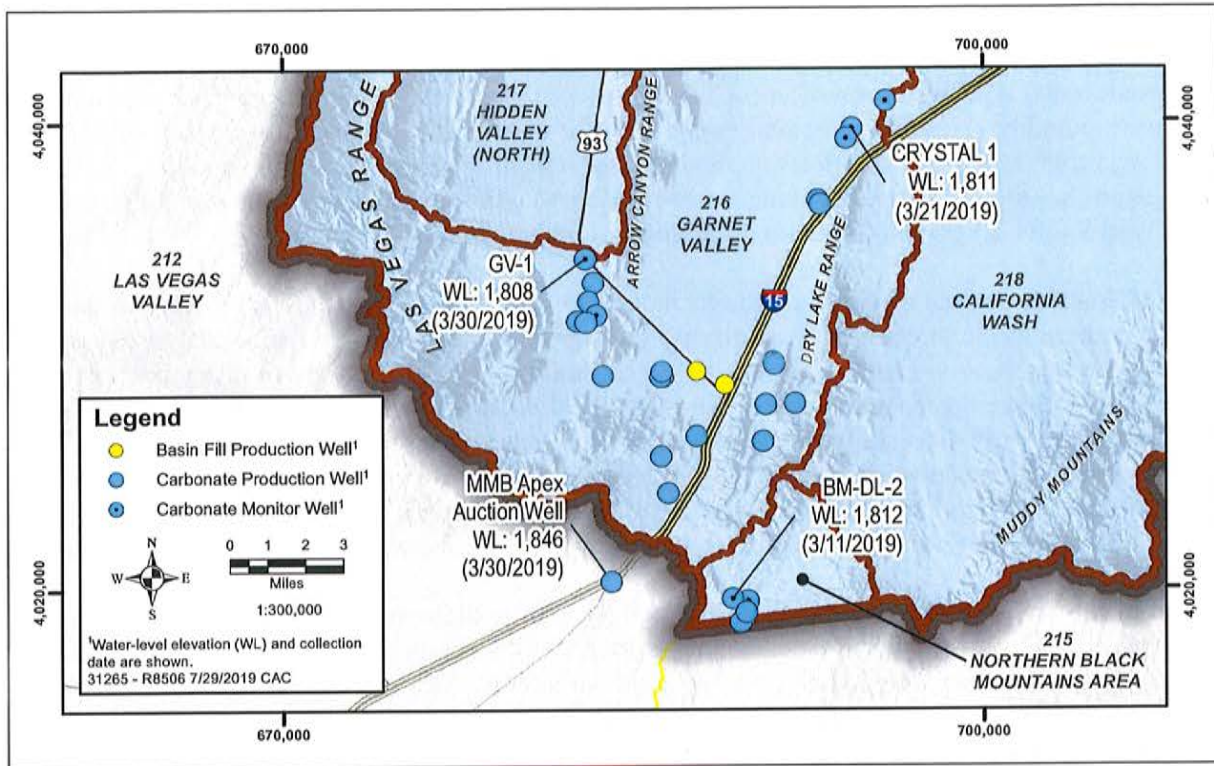 670,000
700,000
4,040,000
4,040,000
217
HIDDEN
VALLEY
(NORTH)
93
LAS VEGAS RANGE
ARROW CANYON RANGE
CRYSTAL 1
WL: 1,811
(3/21/2019)
216
GARNET
VALLEY
212
LAS VEGAS
VALLEY
GV-1
WL: 1,808
(3/30/2019)
15
DRY LAKE RANGE
218
CALIFORNIA
WASH
MUDDY MOUNTAINS
MMB Apex
Auction Well
WL: 1,846
(3/30/2019)
BM-DL-2
WL: 1,812
(3/11/2019)
215
NORTHERN BLACK
MOUNTAINS AREA
Legend
Basin Fill Production Well¹
Carbonate Production Well¹
Carbonate Monitor Well¹
N
W E
S
0 1 2 3
Miles
1:300,000
¹Water-level elevation (WL) and collection
date are shown.
31265 - R8506 7/29/2019 CAC
4,020,000
4,020,000
670,000
700,000